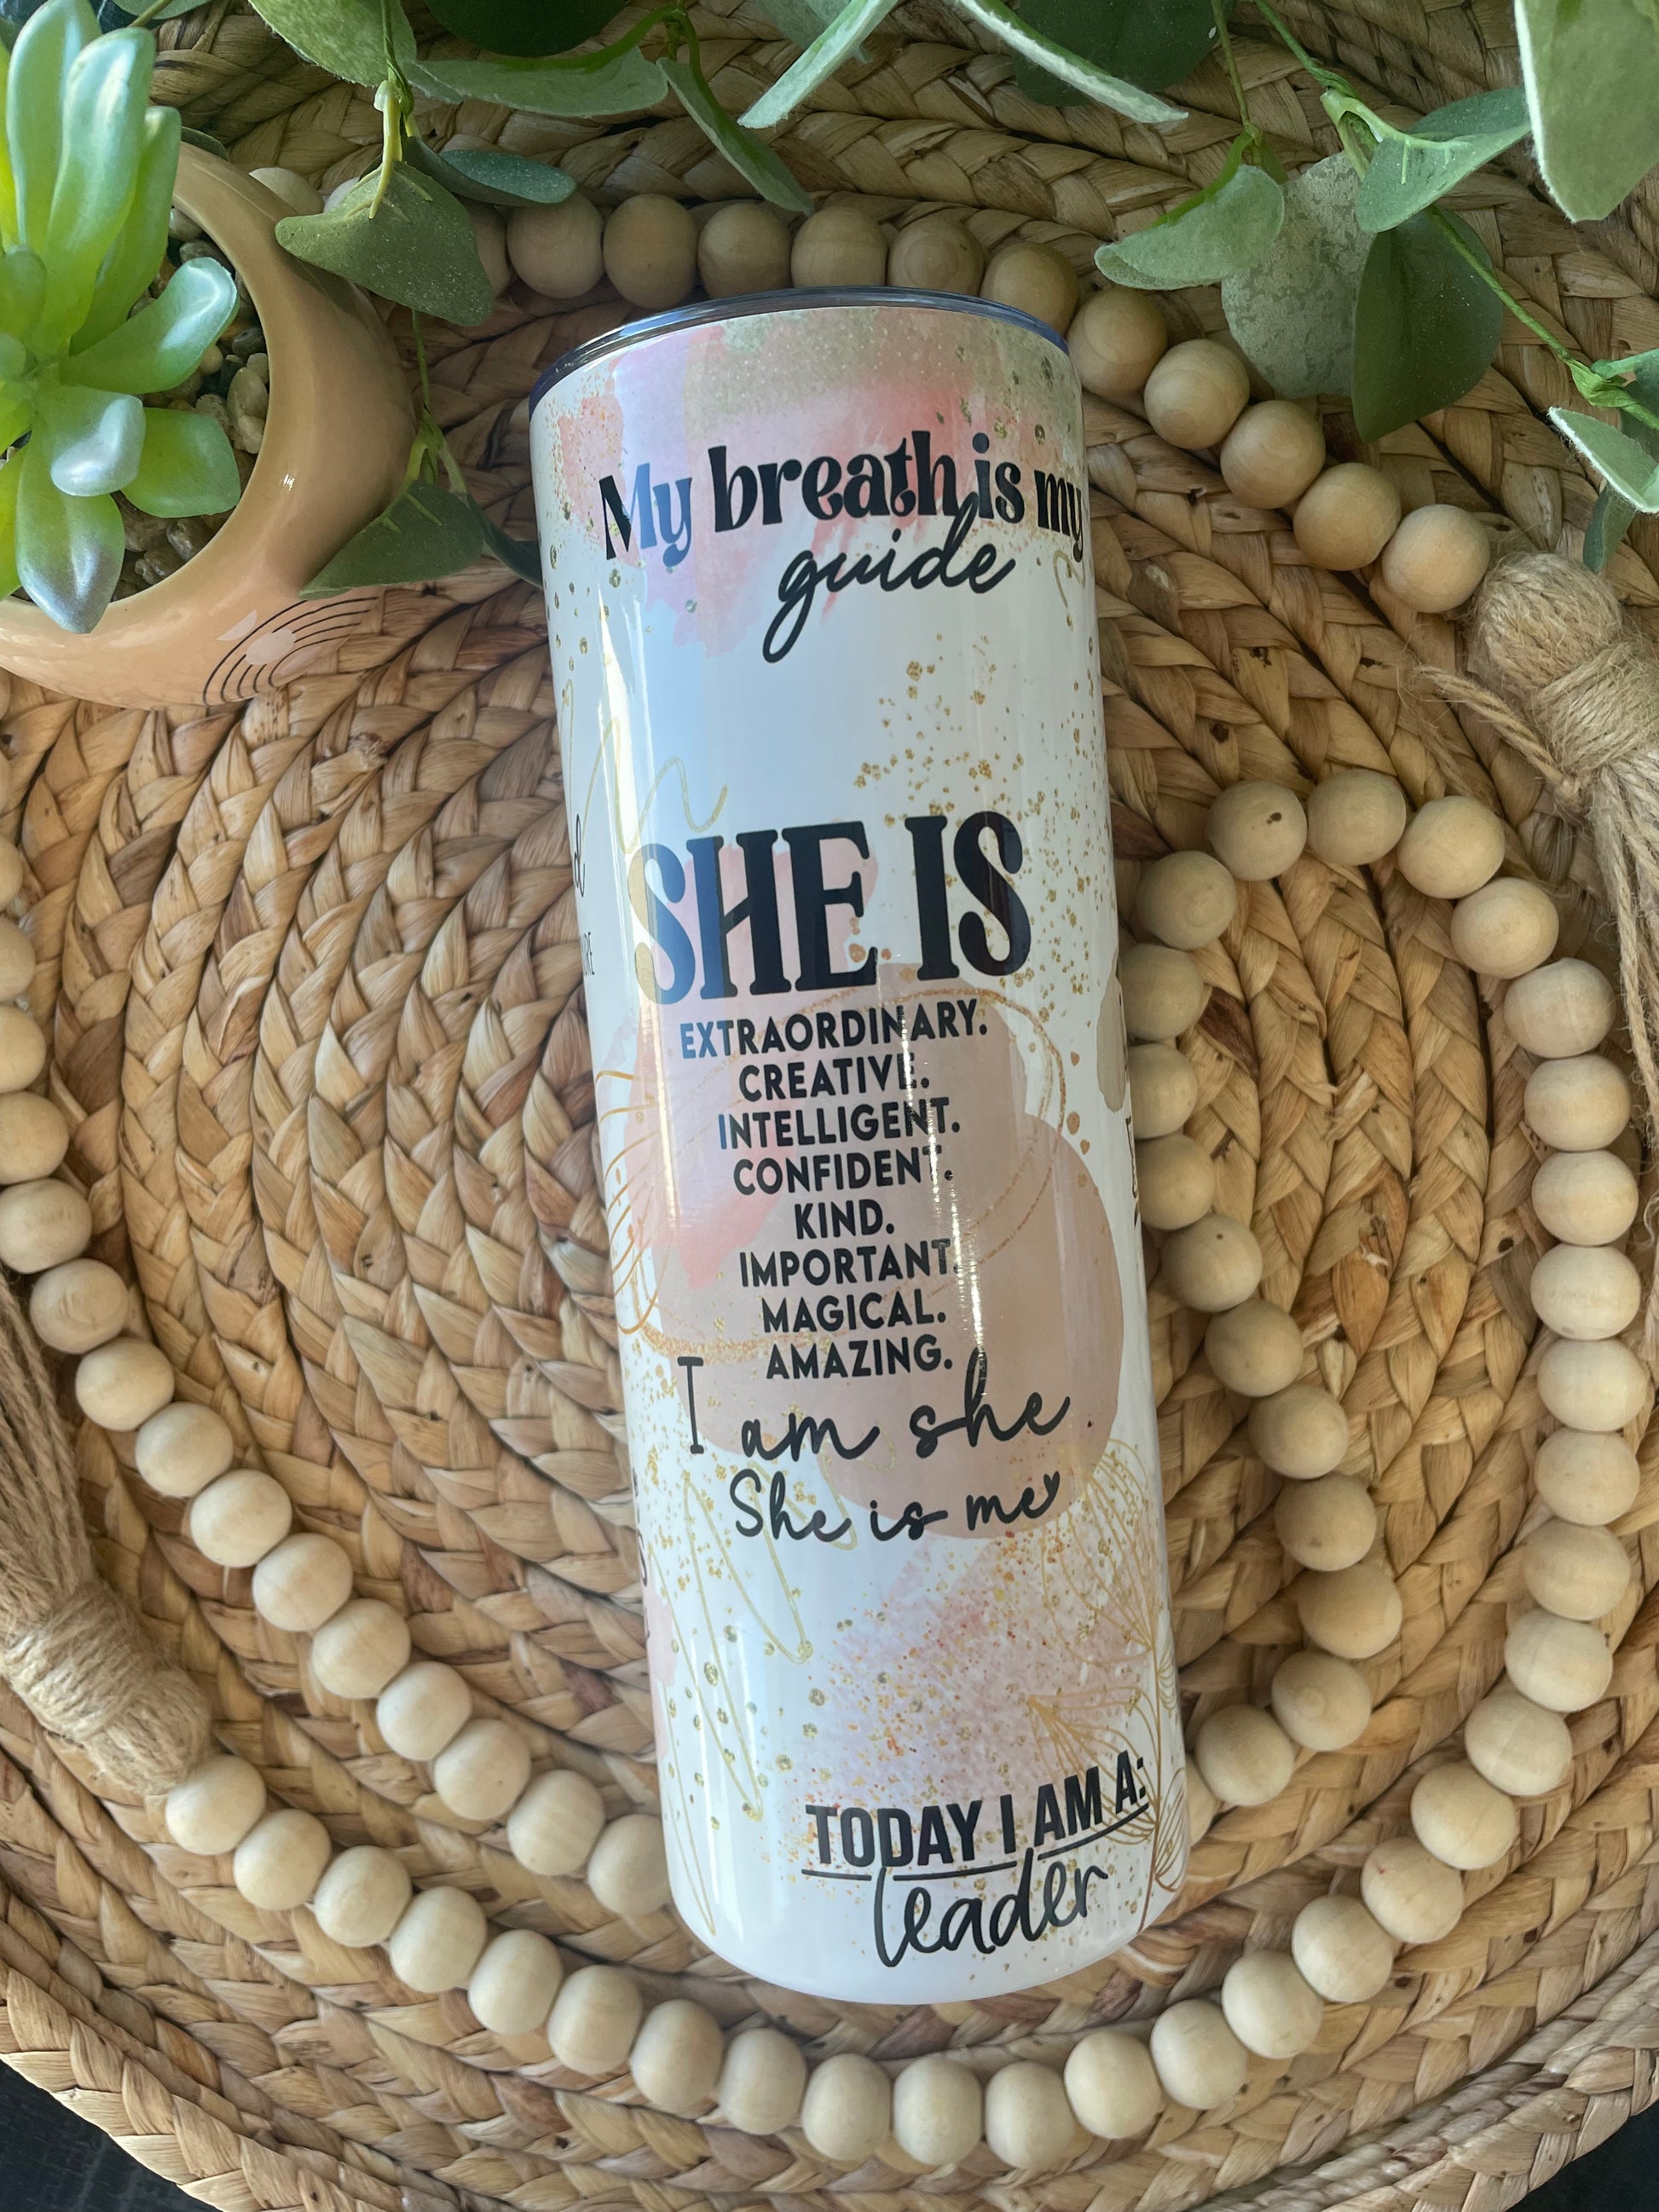 My breath is my
guide
SHE IS
EXTRAORDINARY.
CREATIVE.
INTELLIGENT.
CONFIDENT.
KIND.
IMPORTANT.
MAGICAL.
AMAZING.
I am she
She is me
TODAY I AM A:
leader